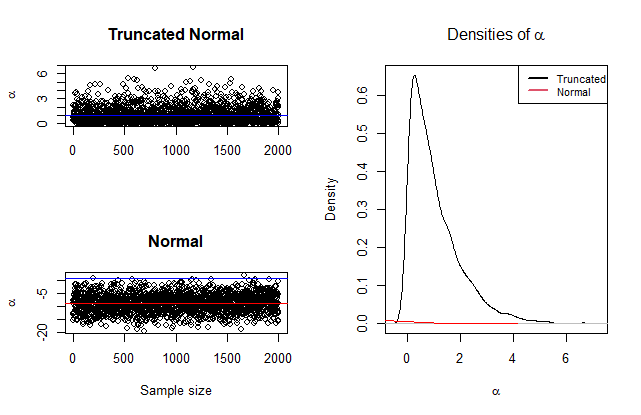 Truncated Normal
α
6
3
0
0 500 1000 1500 2000
Normal
α
-5
-20
0 500 1000 1500 2000
Sample size
Densities of α
Truncated
Normal
Density
0.6
0.5
0.4
0.3
0.2
0.1
0.0
0 2 4 6
α